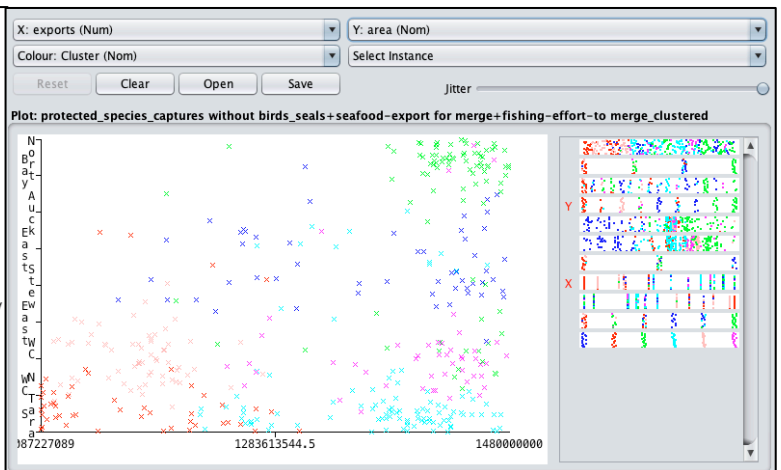 X: exports (Num)
Y: area (Nom)
Colour: Cluster (Nom)
Select Instance
Reset
Clear
Open
Save
Jitter
Plot: protected_species_captures without birds_seals+seafood-export for merge+fishing-effort-to merge_clustered
Y
X
)87227089
1283613544.5
1480000000